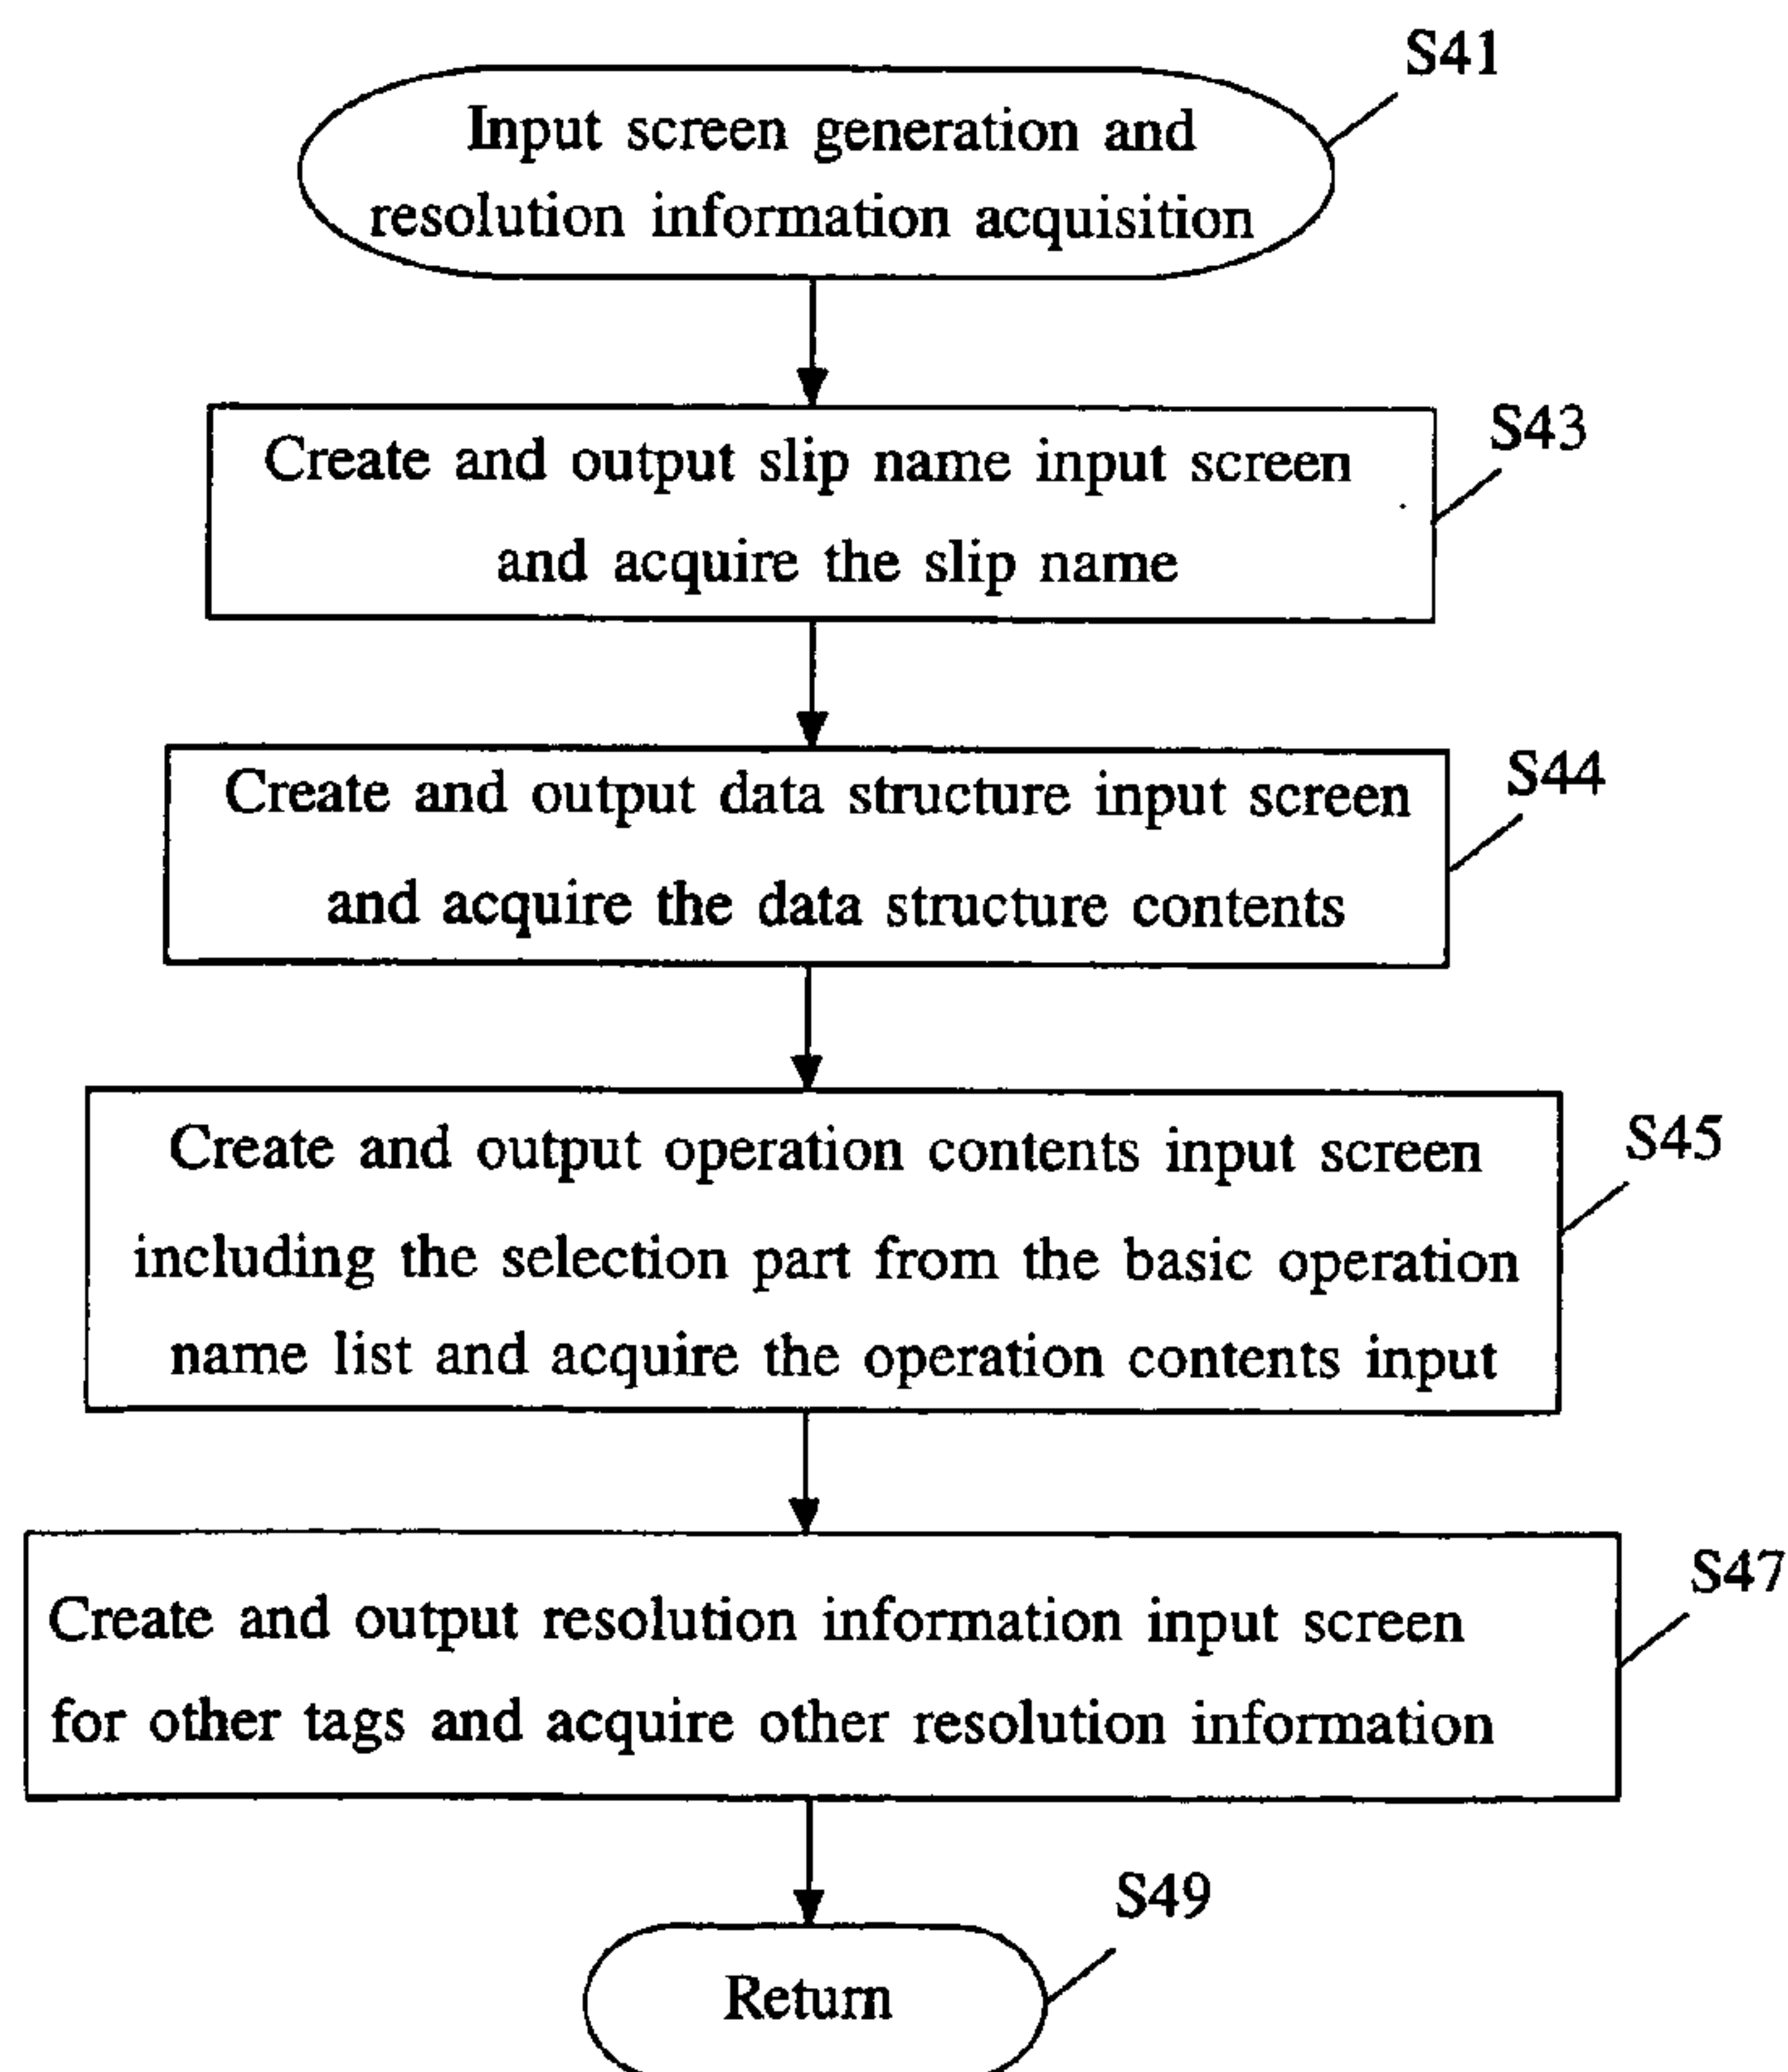 S41
Input screen generation and
resolution information acquisition
S43
Create and output slip name input screen
and acquire the slip name
S44
Create and output data structure input screen
and acquire the data structure contents
S45
Create and output operation contents input screen
including the selection part from the basic operation
name list and acquire the operation contents input
S47
Create and output resolution information input screen
for other tags and acquire other resolution information
S49
Return